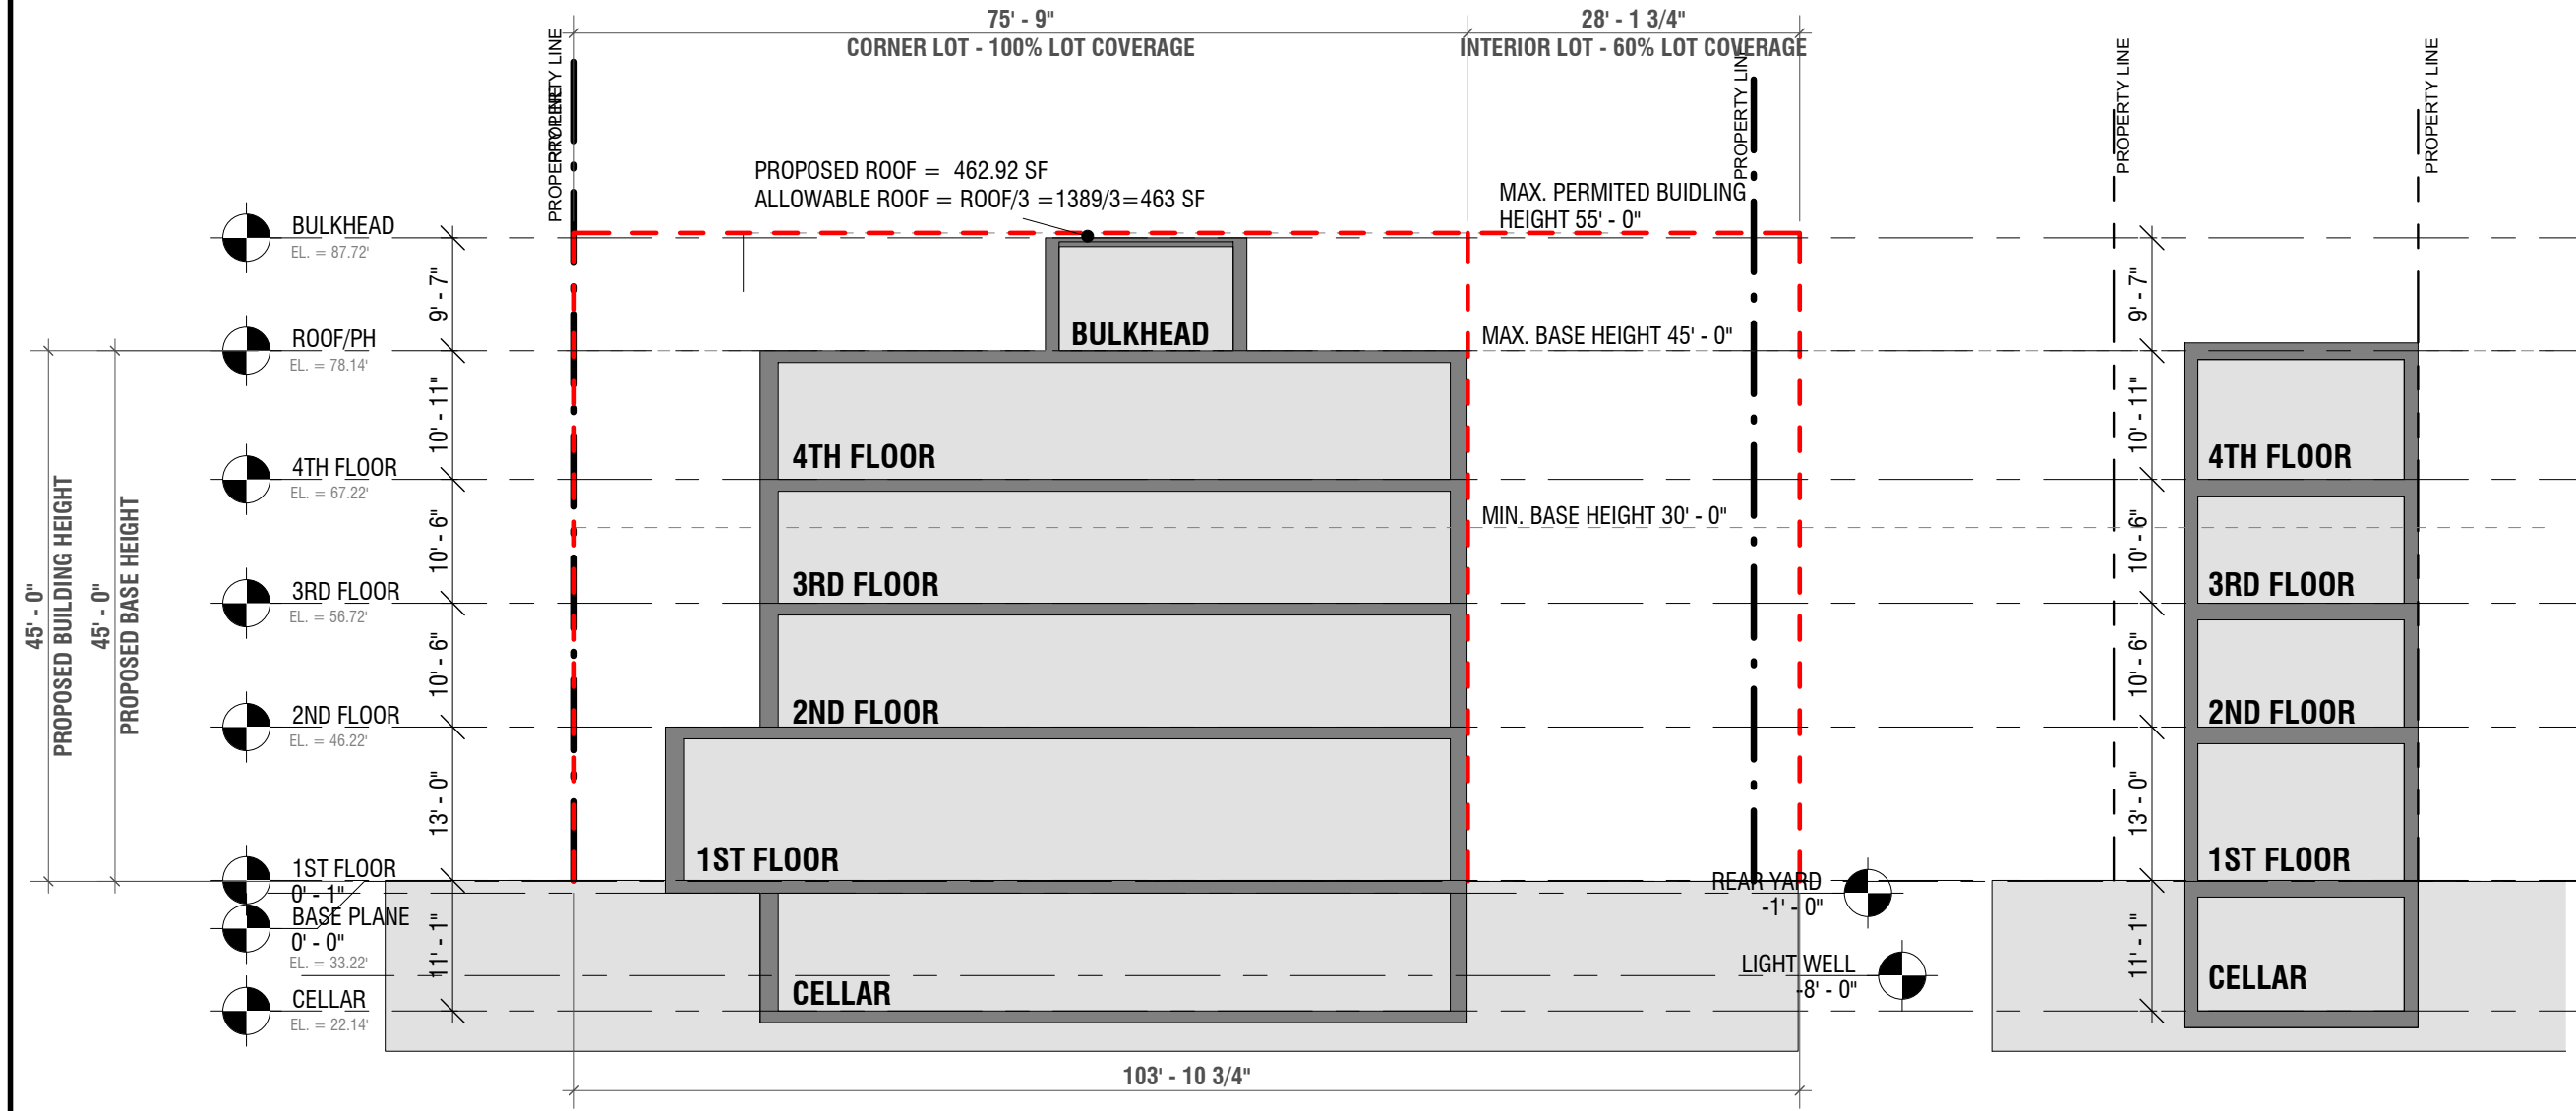 75' - 9"
CORNER LOT - 100% LOT COVERAGE
28' - 1 3/4"
INTERIOR LOT - 60% LOT COVERAGE
PROPERTY LINE
PROPERTY LINE
PROPERTY LINE
PROPERTY LINE
PROPERTY LINE
PROPOSED ROOF = 462.92 SF
ALLOWABLE ROOF = ROOF/3 =1389/3=463 SF
MAX. PERMITED BUIDLING
HEIGHT 55' - 0"
BULKHEAD
EL. = 87.72'
9' - 7"
BULKHEAD
9' - 7"
ROOF/PH
EL. = 78.14'
MAX. BASE HEIGHT 45' - 0"
10' - 11"
4TH FLOOR
10' - 11"
4TH FLOOR
4TH FLOOR
EL. = 67.22'
MIN. BASE HEIGHT 30' - 0"
10' - 6"
3RD FLOOR
10' - 6"
3RD FLOOR
3RD FLOOR
EL. = 56.72'
45' - 0"
PROPOSED BUILDING HEIGHT
45' - 0"
PROPOSED BASE HEIGHT
10' - 6"
2ND FLOOR
10' - 6"
2ND FLOOR
2ND FLOOR
EL. = 46.22'
13' - 0"
1ST FLOOR
13' - 0"
1ST FLOOR
1ST FLOOR
0' - 1"
BASE PLANE
0' - 0"
EL. = 33.22'
REAR YARD
-1' - 0"
11' - 1"
CELLAR
LIGHT WELL
-8' - 0"
11' - 1"
CELLAR
CELLAR
EL. = 22.14'
103' - 10 3/4"